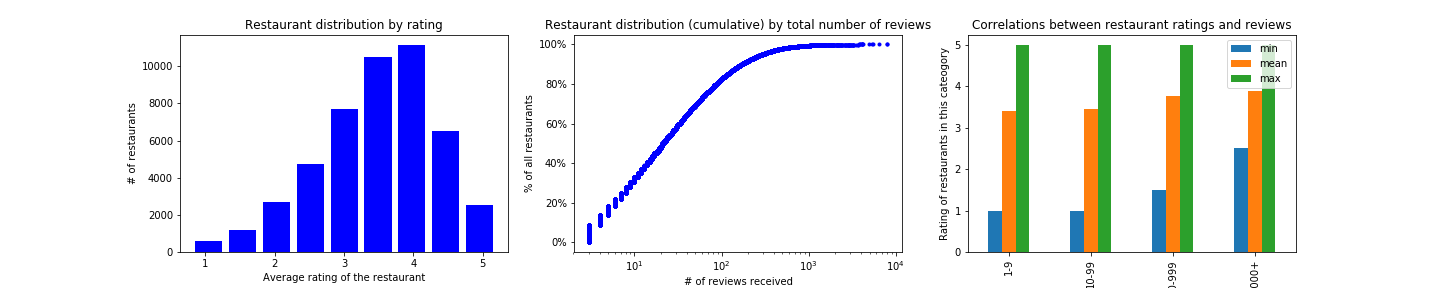 Restaurant distribution by rating
10000
8000
6000
4000
2000
0
# of restaurants
1 2 3 4 5
Average rating of the restaurant
Restaurant distribution (cumulative) by total number of reviews
100%
80%
60%
40%
20%
0%
% of all restaurants
10¹ 10² 10³ 10⁴
# of reviews received
Correlations between restaurant ratings and reviews
5
4
3
2
1
0
Rating of restaurants in this cateogory
min
mean
max
1-9
10-99
0-999
000+